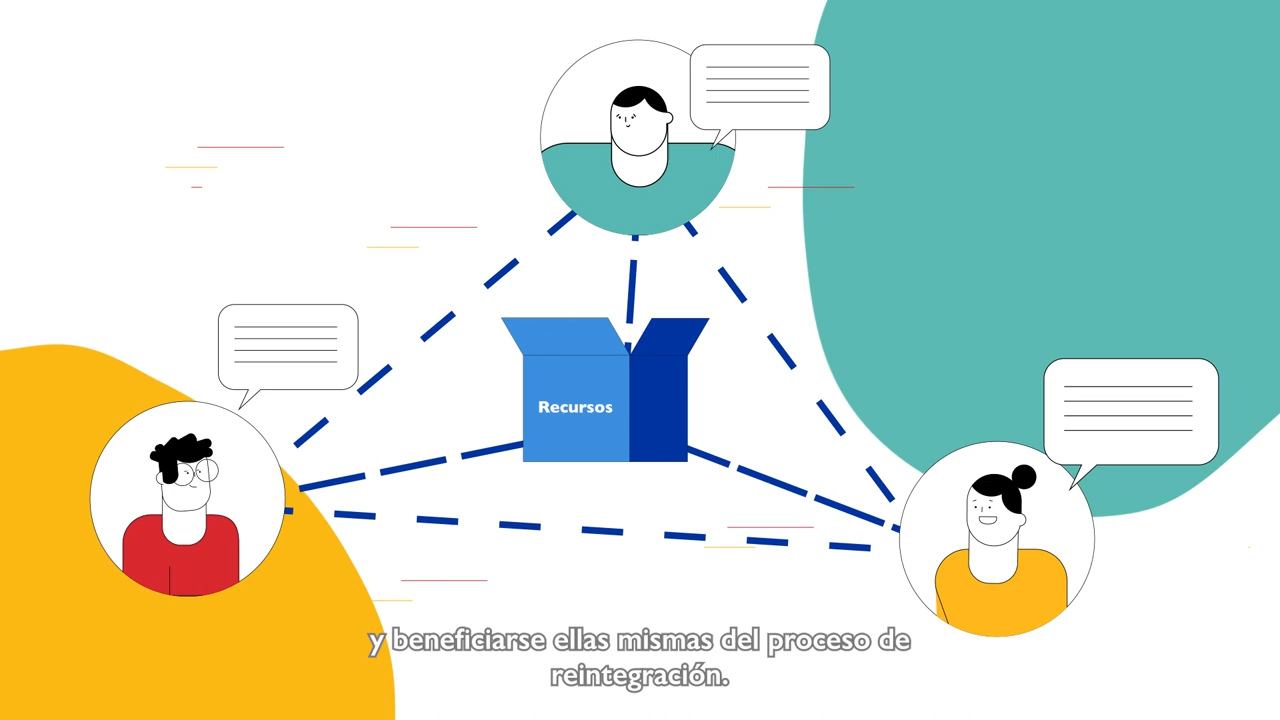 Recursos
y beneficiarse ellas mismas del proceso de
reintegración.